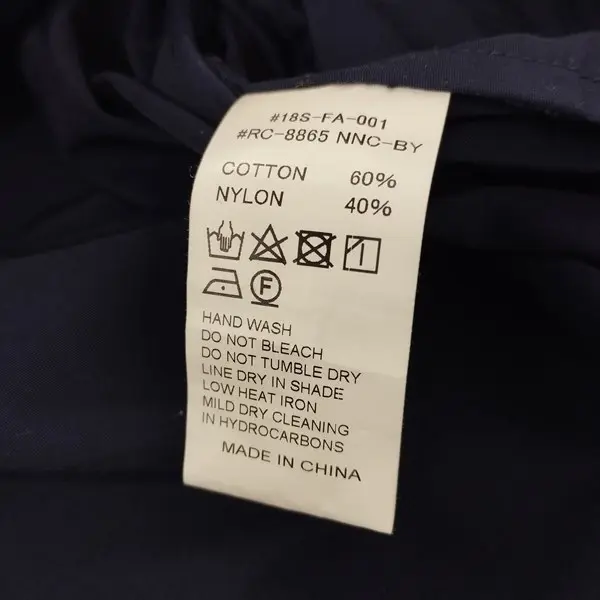 #18S-FA-001
#RC-8865 NNC-BY
COTTON 60%
NYLON 40%
F
HAND WASH
DO NOT BLEACH
DO NOT TUMBLE DRY
LINE DRY IN SHADE
LOW HEAT IRON
MILD DRY CLEANING
IN HYDROCARBONS
MADE IN CHINA